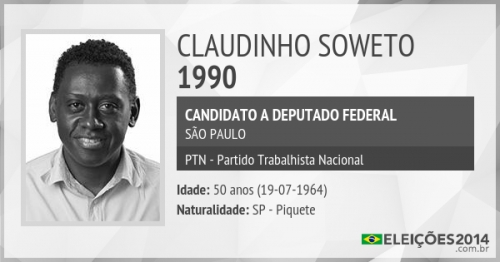 CLAUDINHO SOWETO
1990
CANDIDATO A DEPUTADO FEDERAL
SÃO PAULO
PTN - Partido Trabalhista Nacional
Idade: 50 anos (19-07-1964)
Naturalidade: SP - Piquete
ELEIÇÕES2014
.com.br